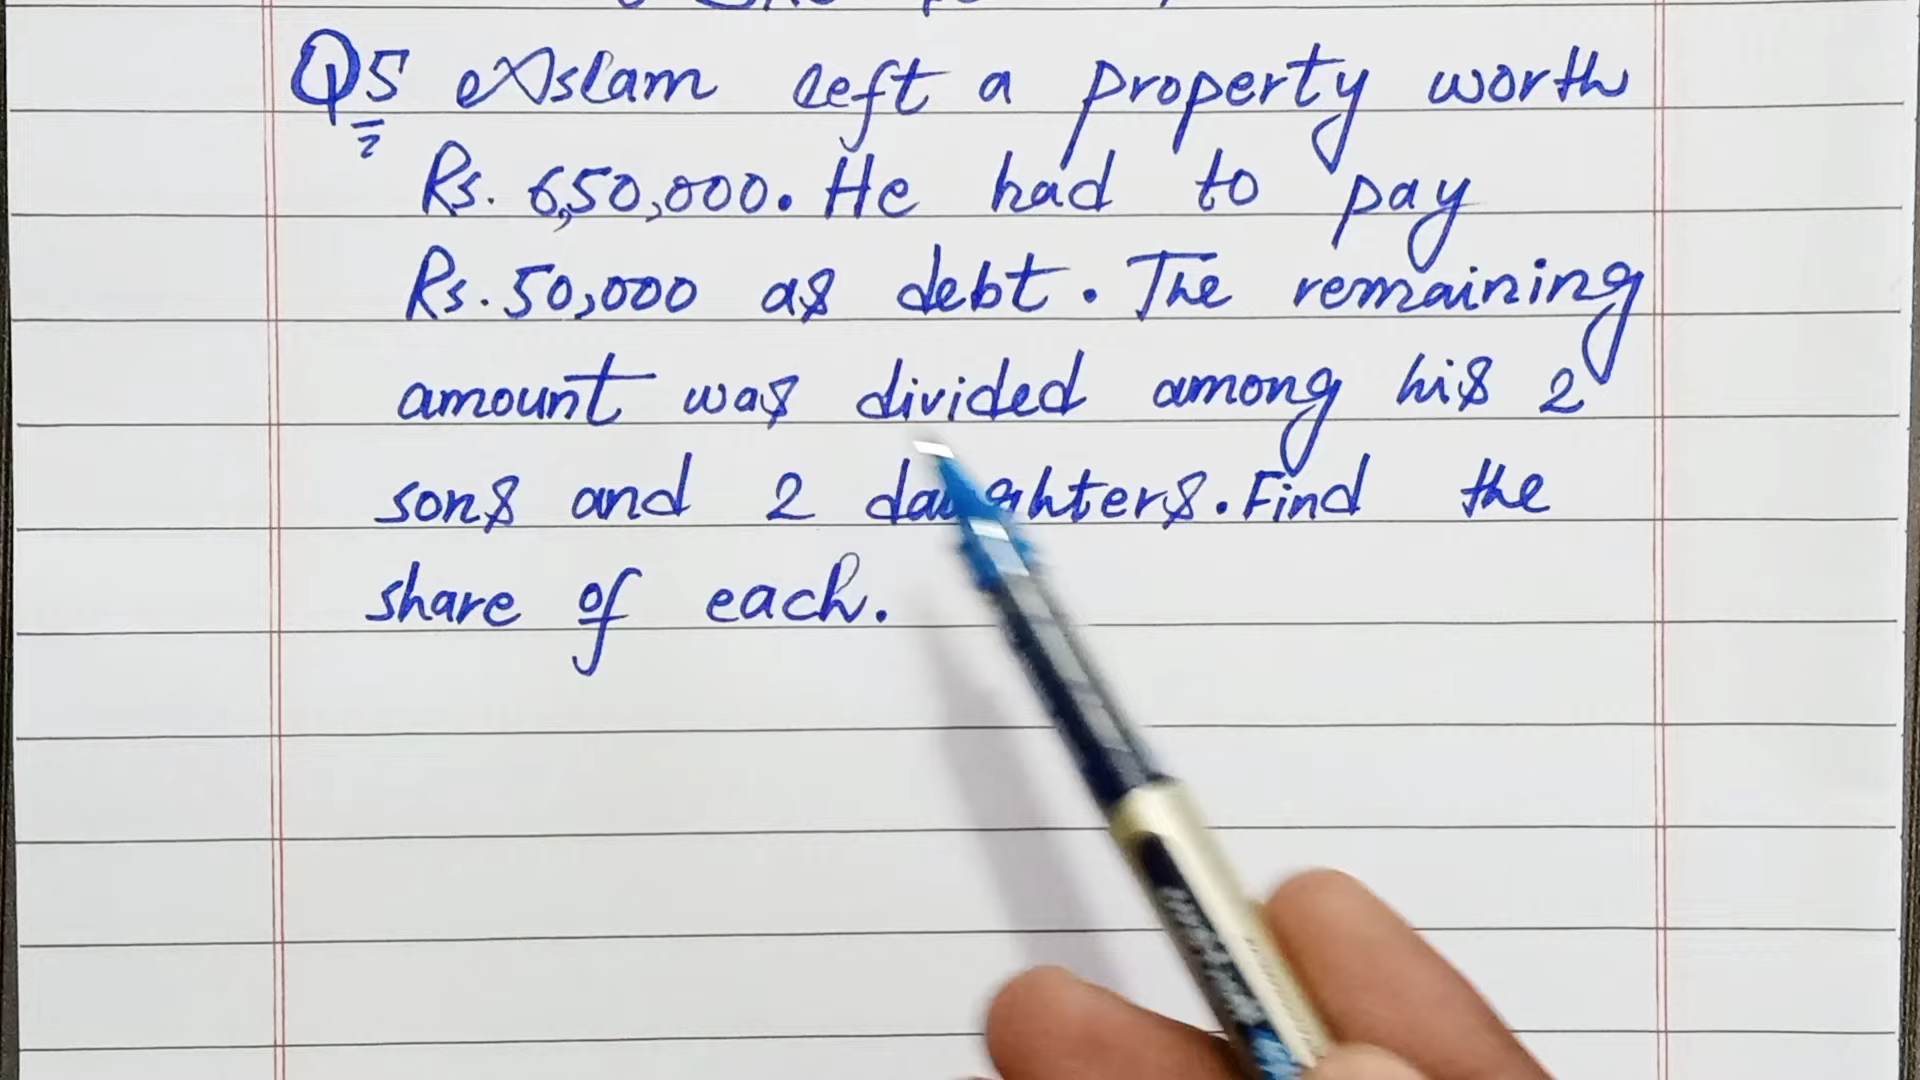 Q5 Aslam left a property worth
Rs. 6,50,000. He had to pay
Rs. 50,000 as debt. The remaining
amount was divided among his 2
sons and 2 daughters. Find the
share of each.